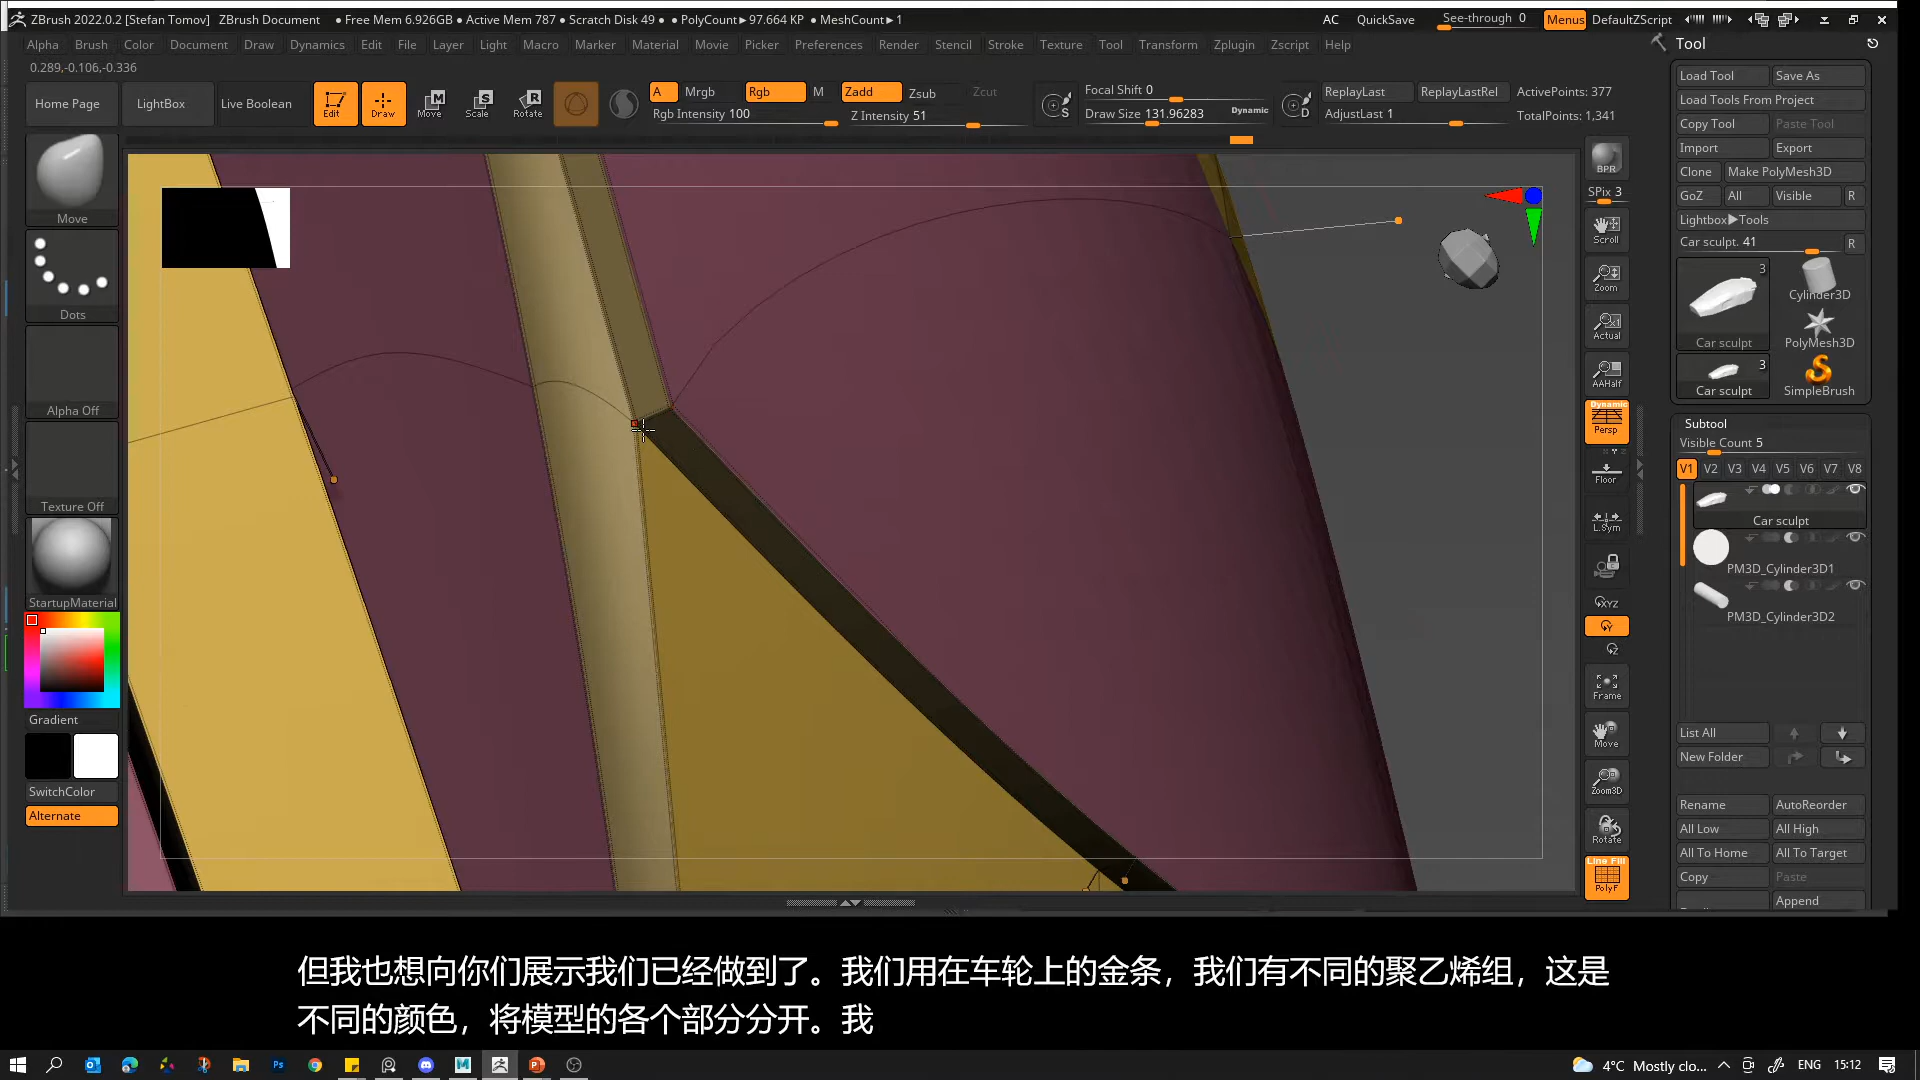 ZBrush 2022.0.2 [Stefan Tomov] ZBrush Document • Free Mem 6.926GB • Active Mem 787 • Scratch Disk 49 • PolyCount▶97.664 KP • MeshCount▶1 AC QuickSave See-through 0 Menus DefaultZScript
Alpha Brush Color Document Draw Dynamics Edit File Layer Light Macro Marker Material Movie Picker Preferences Render Stencil Stroke Texture Tool Transform Zplugin Zscript Help
Tool
0.289,-0.106,-0.336
Home Page LightBox Live Boolean Edit Draw Move Scale Rotate
A Mrgb Rgb M Zadd Zsub Zcut
Rgb Intensity 100 Z Intensity 51
Focal Shift 0
Draw Size 131.96283 Dynamic
S D
ReplayLast ReplayLastRel ActivePoints: 377
AdjustLast 1 TotalPoints: 1,341
Move
Dots
Alpha Off
Texture Off
StartupMaterial
Gradient
SwitchColor
Alternate
BPR
SPix 3
Scroll
Zoom
Actual
AAHalf
Dynamic
Persp
Floor
L.Sym
XYZ
Y
Z
Frame
Move
Zoom3D
Rotate
Line Fill
PolyF
Load Tool Save As
Load Tools From Project
Copy Tool Paste Tool
Import Export
Clone Make PolyMesh3D
GoZ All Visible R
Lightbox▶Tools
Car sculpt. 41 R
3
Cylinder3D
Car sculpt PolyMesh3D
3
Car sculpt SimpleBrush
Subtool
Visible Count 5
V1 V2 V3 V4 V5 V6 V7 V8
Car sculpt
PM3D_Cylinder3D1
PM3D_Cylinder3D2
List All
New Folder
Rename AutoReorder
All Low All High
All To Home All To Target
Copy Paste
Append
但我也想向你们展示我们已经做到了。我们用在车轮上的金条，我们有不同的聚乙烯组，这是
不同的颜色，将模型的各个部分分开。我
4°C Mostly clo... ENG 15:12